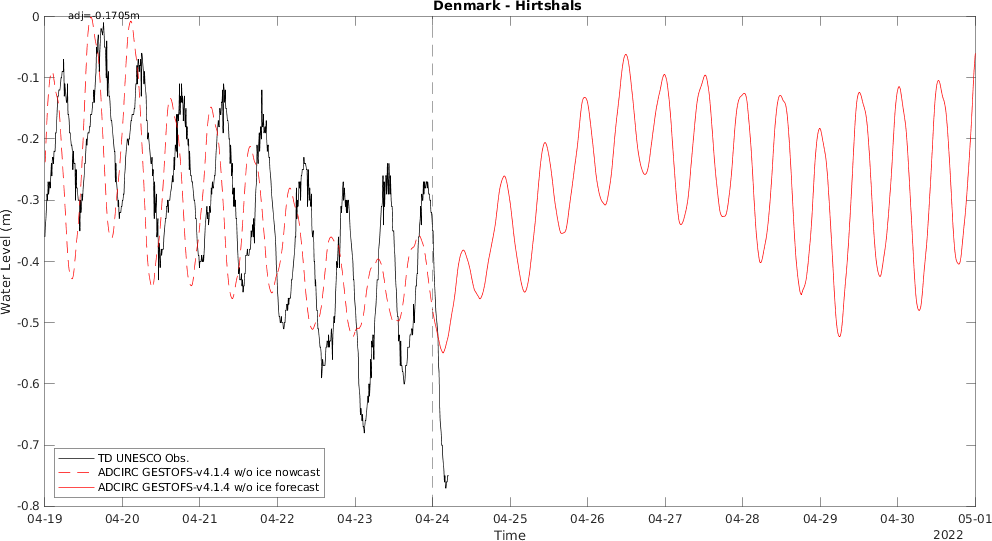 Denmark - Hirtshals
adj=-0.1705m
0
-0.1
-0.2
-0.3
-0.4
-0.5
-0.6
-0.7
-0.8
Water Level (m)
TD UNESCO Obs.
ADCIRC GESTOFS-v4.1.4 w/o ice nowcast
ADCIRC GESTOFS-v4.1.4 w/o ice forecast
04-19 04-20 04-21 04-22 04-23 04-24 04-25 04-26 04-27 04-28 04-29 04-30 05-01
Time
2022